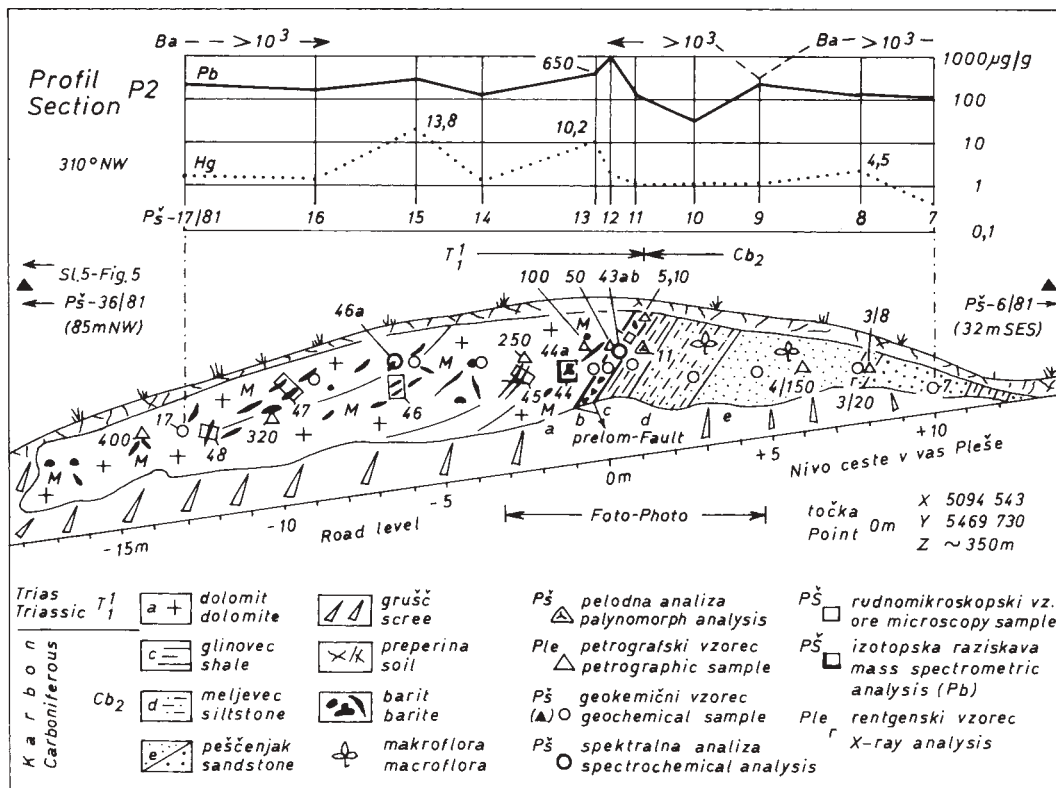 Ba — >10³ →
← >10³
Ba — >10³ —
Profil
Section P2
310° NW
Pb
650
1000 µg/g
100
10
1
0,1
Hg
13,8
10,2
4,5
Pš-17/81 16 15 14 13 12 11 10 9 8 7
T₁¹ Cb₂
Sl.5-Fig.5
Pš-36/81
(85m NW)
Pš-6/81
(32m SES)
46a 100 50 43ab 5,10
M 250 44a 11 3/8
17 400 M 47 M 46 45 44 4/150 r 7
M 48 320 M 3/20
M a b c d e
prelom-Fault
-15m -10 -5 0m +5 +10
Road level
Nivo ceste v vas Pleše
Foto-Photo
točka
Point 0m
X 5094 543
Y 5469 730
Z ~350m
Trias
Triassic T₁¹
Karbon
Carboniferous
Cb₂
a + dolomit
dolomite
c glinovec
shale
d meljevec
siltstone
e peščenjak
sandstone
grušč
scree
preperina
soil
barit
barite
makroflora
macroflora
Pš pelodna analiza
palynomorph analysis
Ple petrografski vzorec
petrographic sample
Pš geokemični vzorec
(▲) geochemical sample
Pš spektralna analiza
spectrochemical analysis
Pš rudnomikroskopski vz.
ore microscopy sample
Pš izotopska raziskava
mass spectrometric
analysis (Pb)
Ple rentgenski vzorec
r X-ray analysis